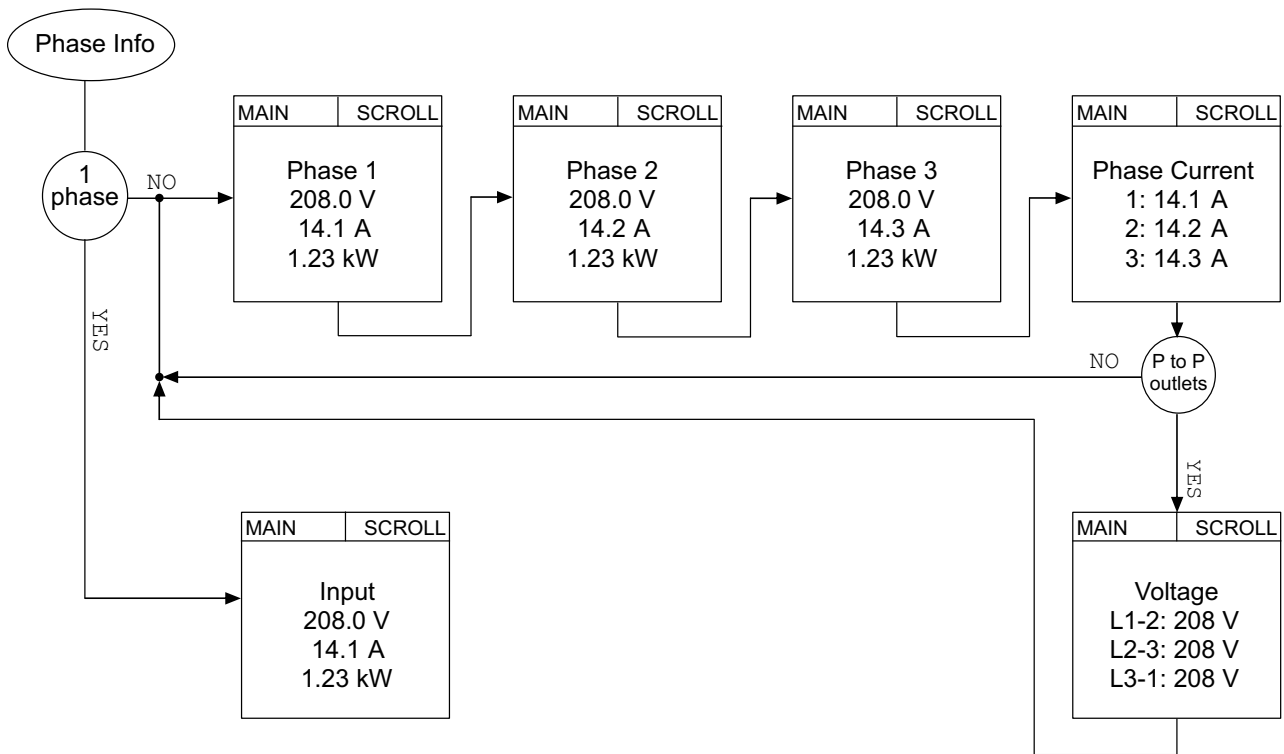 Phase Info
1
phase
NO
YES
MAIN SCROLL
Phase 1
208.0 V
14.1 A
1.23 kW
MAIN SCROLL
Phase 2
208.0 V
14.2 A
1.23 kW
MAIN SCROLL
Phase 3
208.0 V
14.3 A
1.23 kW
MAIN SCROLL
Phase Current
1: 14.1 A
2: 14.2 A
3: 14.3 A
P to P
outlets
NO
YES
MAIN SCROLL
Input
208.0 V
14.1 A
1.23 kW
MAIN SCROLL
Voltage
L1-2: 208 V
L2-3: 208 V
L3-1: 208 V